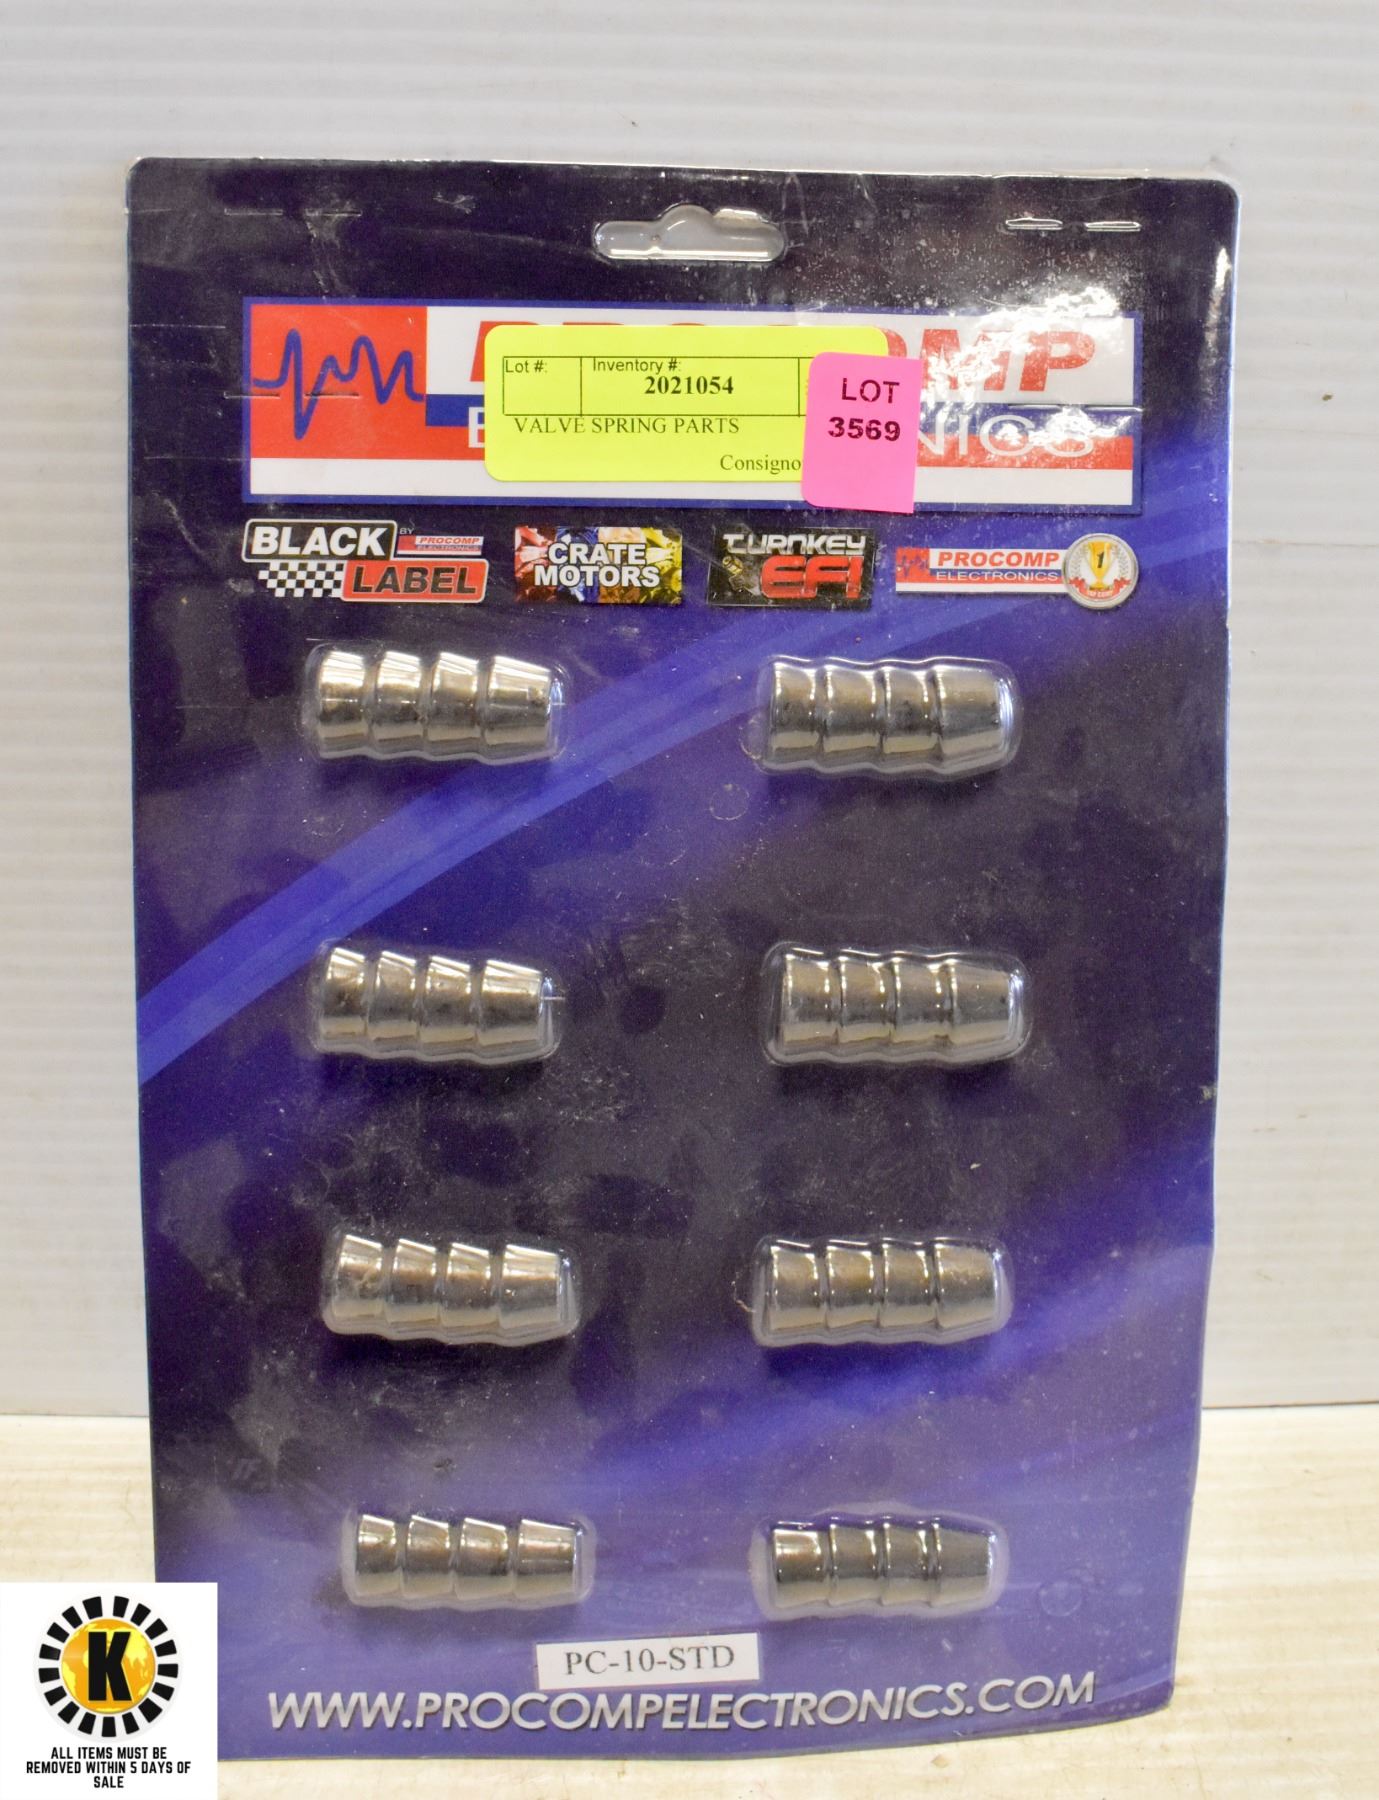 Lot #:
Inventory #:
2021054
VALVE SPRING PARTS
LOT
3569
BLACK
BY
PROCOMP
ELECTRONICS
LABEL
CRATE
MOTORS
TURNKEY
EFI
PROCOMP
ELECTRONICS
1
PC-10-STD
WWW.PROCOMPELECTRONICS.COM
K
ALL ITEMS MUST BE
REMOVED WITHIN 5 DAYS OF
SALE